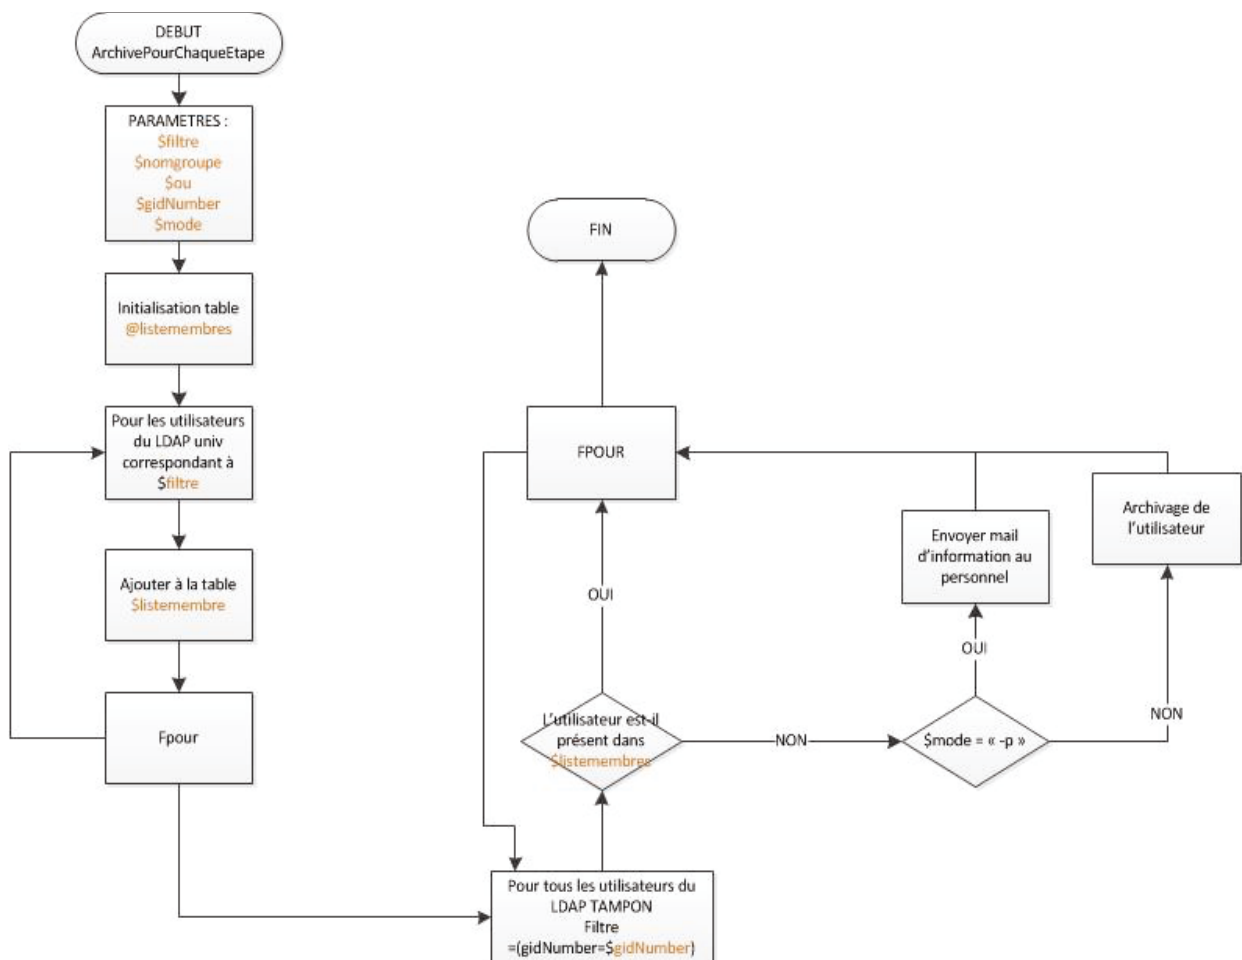 DEBUT
ArchivePourChaqueEtape
PARAMETRES :
$filtre
$nomgroupe
$ou
$gidNumber
$mode
Initialisation table
@listemembres
Pour les utilisateurs
du LDAP univ
correspondant à
$filtre
Ajouter à la table
$listemembre
Fpour
Pour tous les utilisateurs du
LDAP TAMPON
Filtre
=(gidNumber=$gidNumber)
L'utilisateur est-il
présent dans
$listemembres
OUI
NON
$mode = « -p »
OUI
NON
Envoyer mail
d'information au
personnel
Archivage de
l'utilisateur
FPOUR
FIN